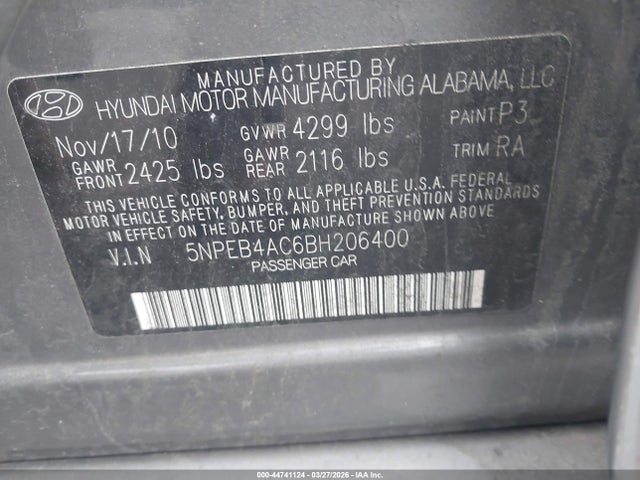 MANUFACTURED BY
HYUNDAI MOTOR MANUFACTURING ALABAMA, LLC
Nov/17/10 GVWR 4299 lbs PAINT P3
GAWR FRONT 2425 lbs GAWR REAR 2116 lbs TRIM RA
THIS VEHICLE CONFORMS TO ALL APPLICABLE U.S.A. FEDERAL
MOTOR VEHICLE SAFETY, BUMPER, AND THEFT PREVENTION STANDARDS
IN EFFECT ON THE DATE OF MANUFACTURE SHOWN ABOVE.
V.I.N 5NPEB4AC6BH206400
PASSENGER CAR
000-44741124 | 03/27/2026 | IAA Inc.